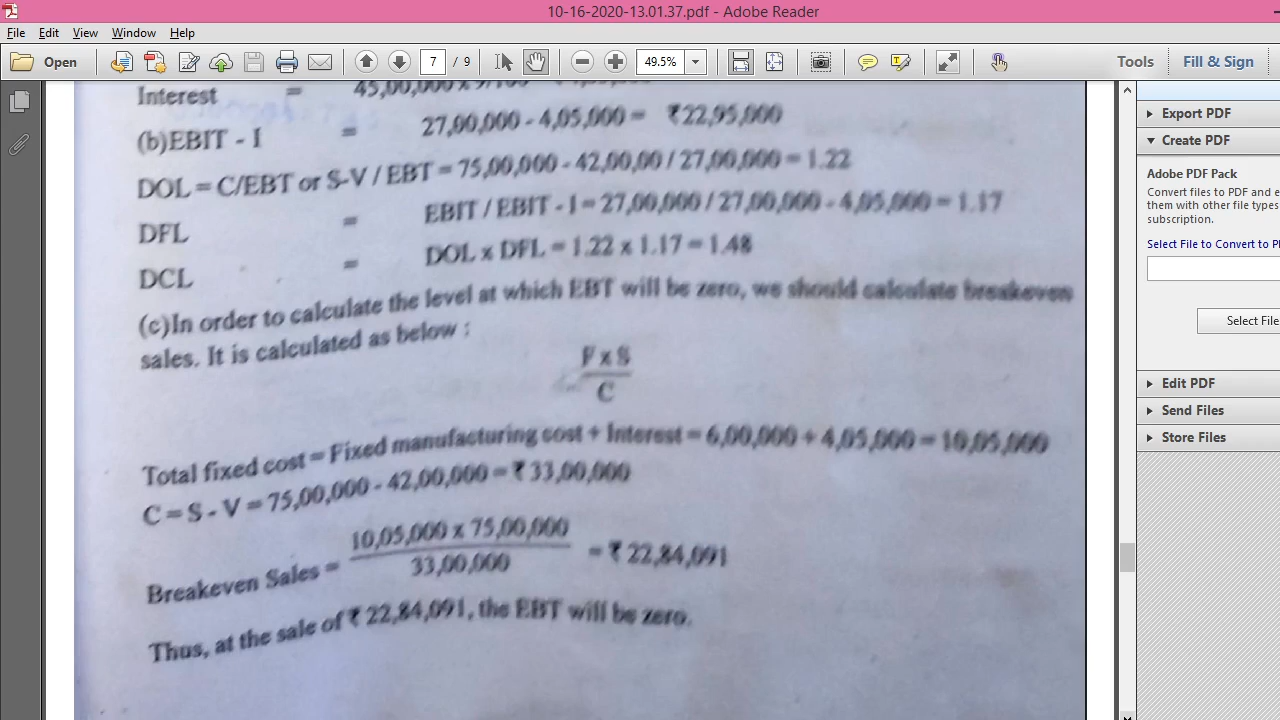 10-16-2020-13.01.37.pdf - Adobe Reader
File Edit View Window Help
Open 7 / 9 49.5% Tools Fill & Sign
Interest = 45,00,000 x 9/100
(b)EBIT - I = 27,00,000 - 4,05,000 = ₹22,95,000
DOL = C/EBT or S-V / EBT = 75,00,000 - 42,00,00 / 27,00,000 = 1.22
DFL = EBIT / EBIT - I = 27,00,000 / 27,00,000 - 4,05,000 = 1.17
DCL = DOL x DFL = 1.22 x 1.17 = 1.48
(c)In order to calculate the level at which EBT will be zero, we should calculate breakeven
sales. It is calculated as below :
F x S
C
Total fixed cost = Fixed manufacturing cost + Interest = 6,00,000 + 4,05,000 = 10,05,000
C = S - V = 75,00,000 - 42,00,000 = ₹ 33,00,000
Breakeven Sales = 10,05,000 x 75,00,000 = ₹ 22,84,091
33,00,000
Thus, at the sale of ₹ 22,84,091, the EBT will be zero.
Export PDF
Create PDF
Adobe PDF Pack
Convert files to PDF and e
them with other file types
subscription.
Select File to Convert to P
Select File
Edit PDF
Send Files
Store Files